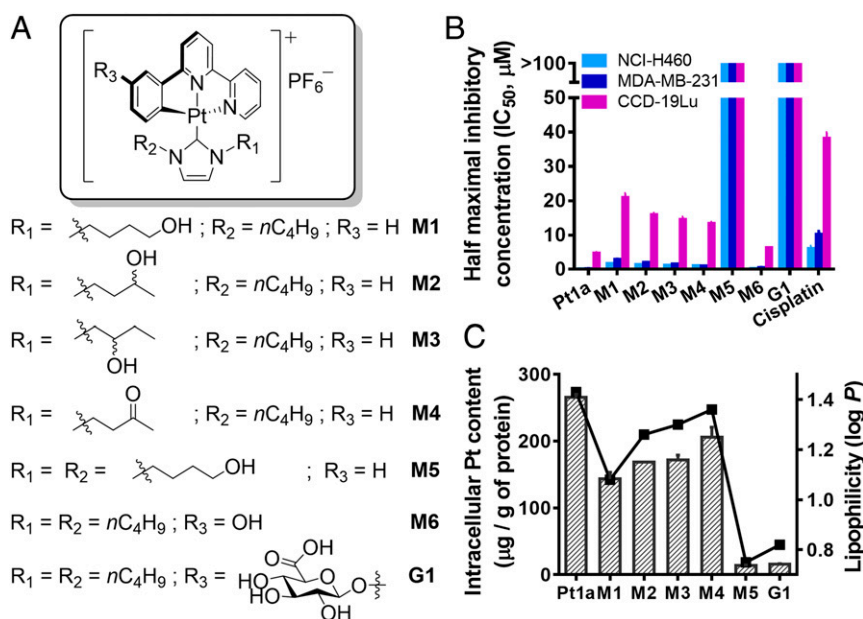 A
R3
N
N
Pt
R2
N
N
R1
+
PF6−
R1 = OH ; R2 = nC4H9 ; R3 = H M1
OH
R1 = ; R2 = nC4H9 ; R3 = H M2
R1 = ; R2 = nC4H9 ; R3 = H M3
OH
O
R1 = ; R2 = nC4H9 ; R3 = H M4
R1 = R2 = OH ; R3 = H M5
R1 = R2 = nC4H9 ; R3 = OH M6
O OH
R1 = R2 = nC4H9 ; R3 = HO O O G1
HO OH
B
Half maximal inhibitory
concentration (IC50, μM)
>100
50
40
30
20
10
0
NCI-H460
MDA-MB-231
CCD-19Lu
Pt1a M1 M2 M3 M4 M5 M6 G1 Cisplatin
C
Intracellular Pt content
(μg / g of protein)
300
200
100
0
1.4
1.2
1.0
0.8
Lipophilicity (log P)
Pt1a M1 M2 M3 M4 M5 G1